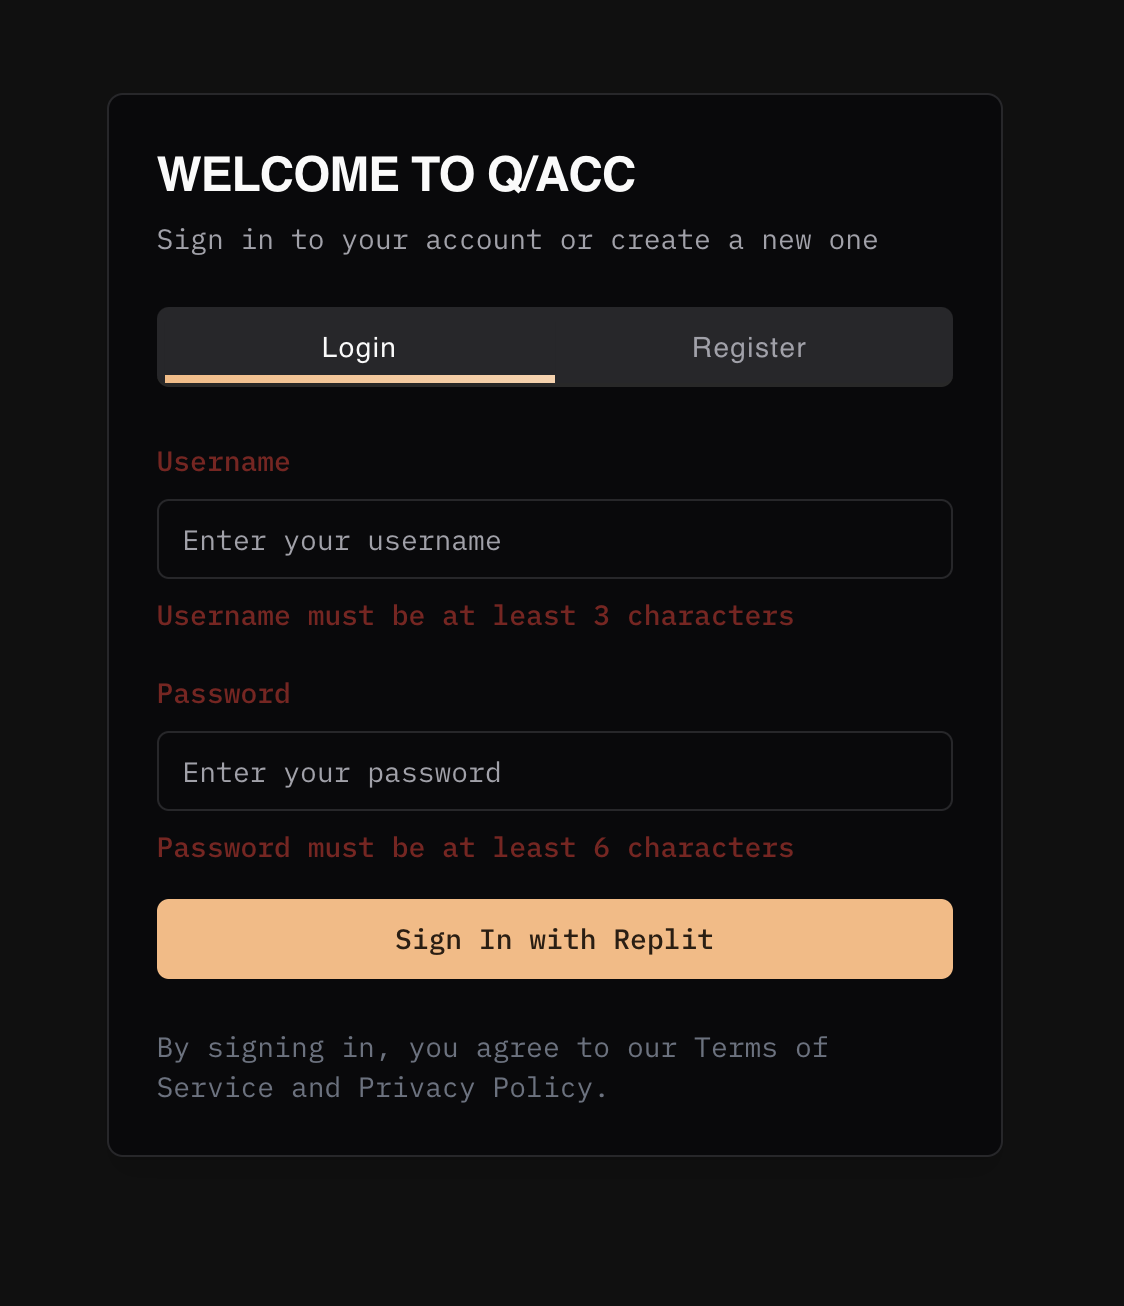 WELCOME TO Q/ACC
Sign in to your account or create a new one
Login
Register
Username
Enter your username
Username must be at least 3 characters
Password
Enter your password
Password must be at least 6 characters
Sign In with Replit
By signing in, you agree to our Terms of
Service and Privacy Policy.